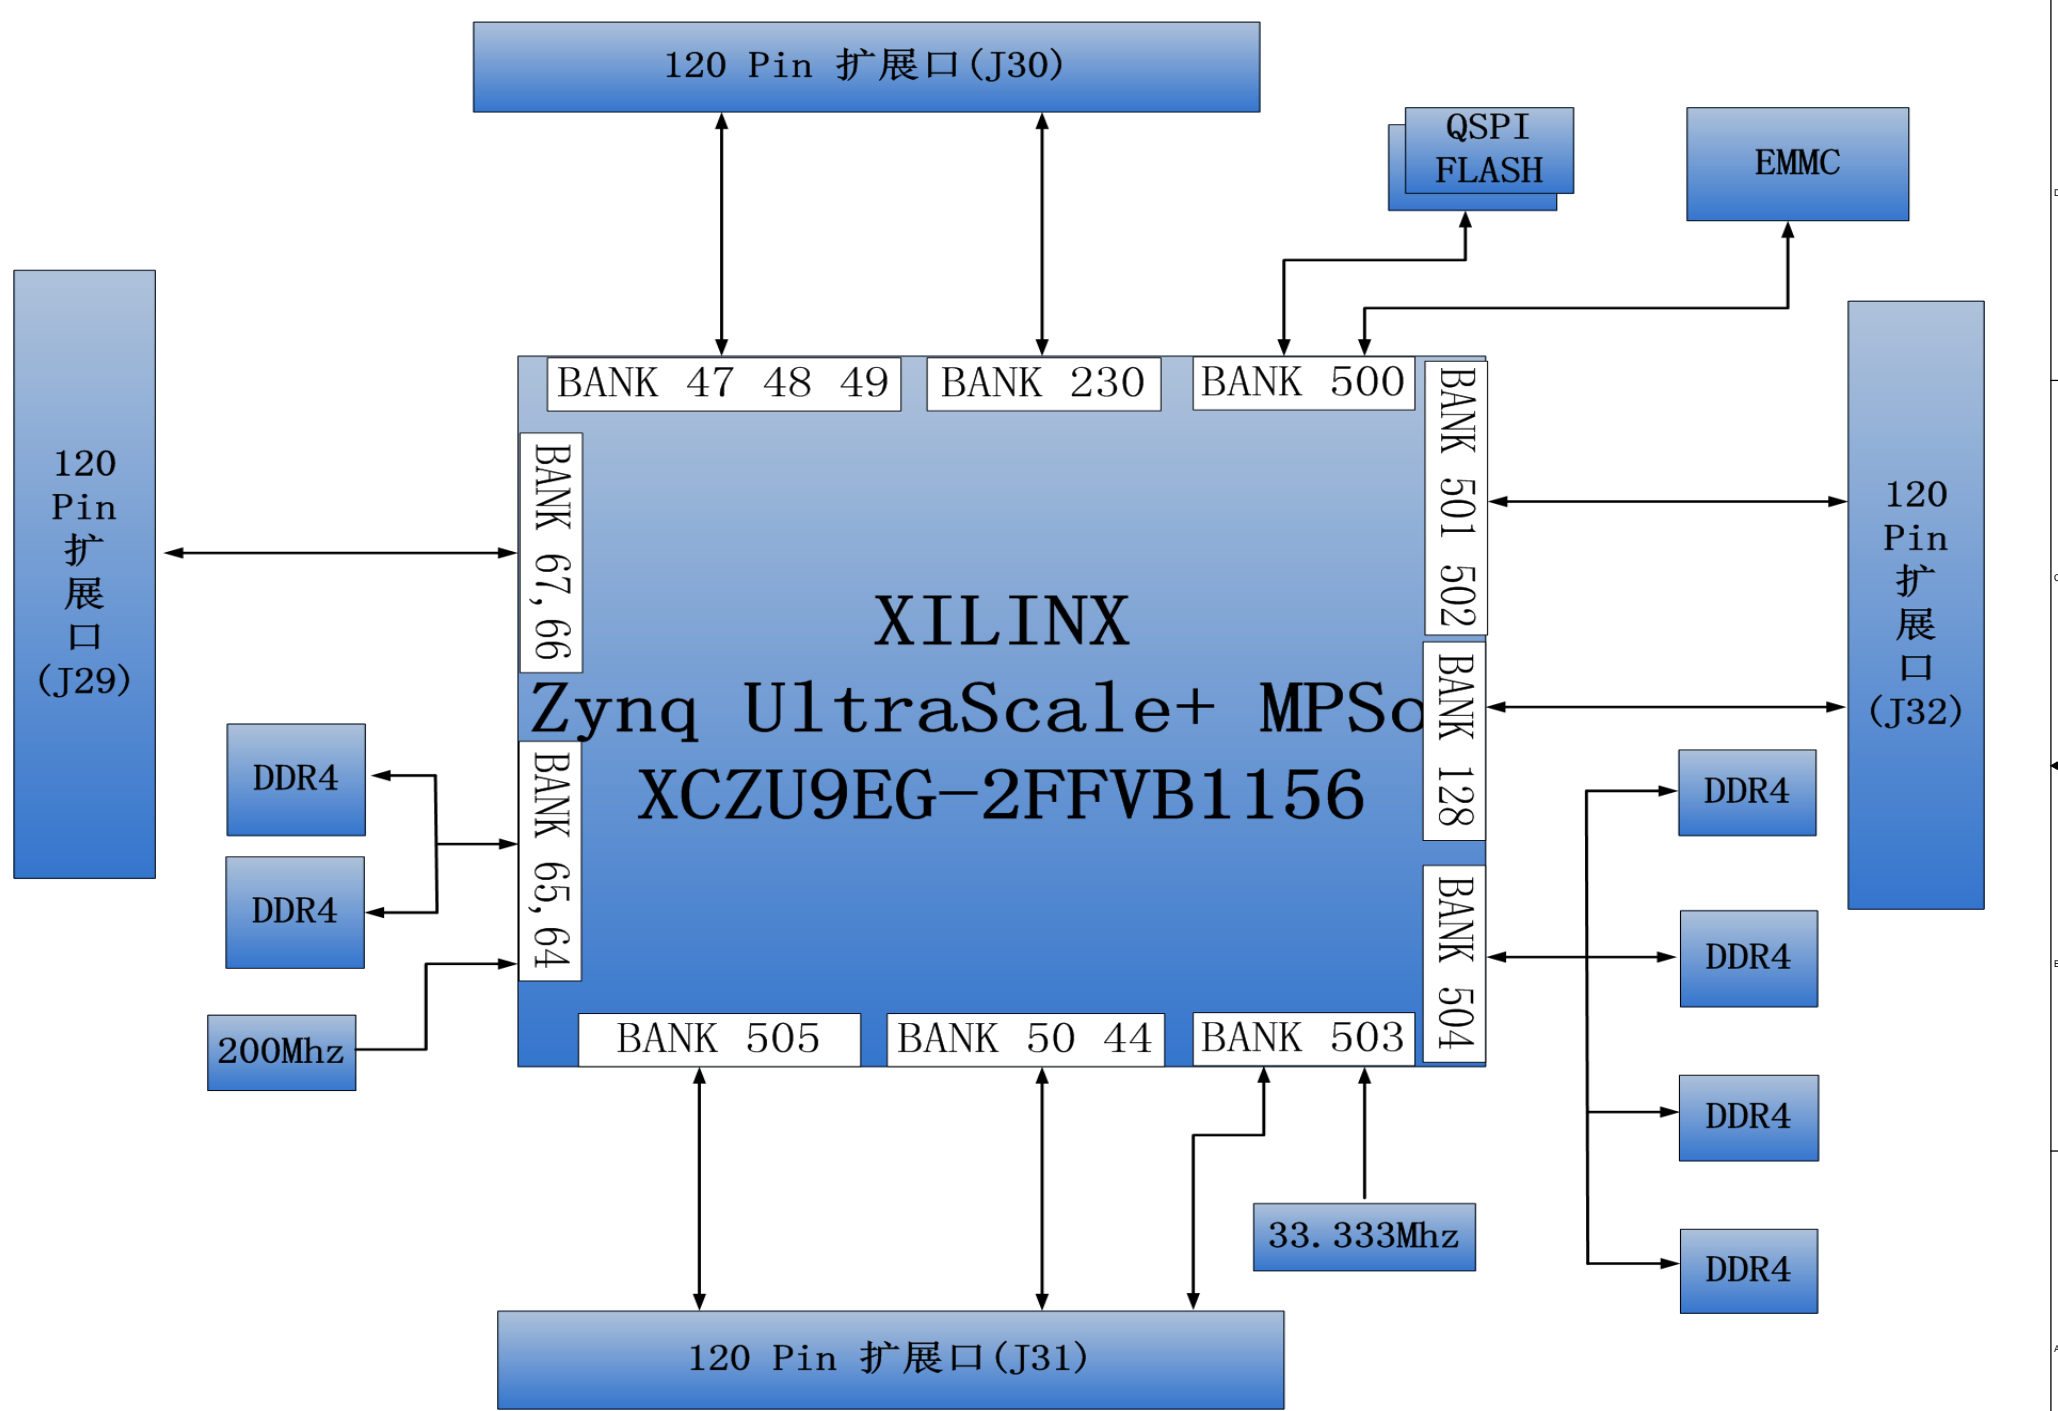 120 Pin 扩展口(J30)
QSPI
FLASH
EMMC
D
BANK 47 48 49
BANK 230
BANK 500
BANK 501 502
BANK 67,66
120
Pin
扩
展
口
(J29)
120
Pin
扩
展
口
(J32)
C
XILINX
Zynq UltraScale+ MPSo
XCZU9EG-2FFVB1156
BANK 128
BANK 65,64
DDR4
DDR4
DDR4
DDR4
BANK 504
B
200Mhz
BANK 505
BANK 50 44
BANK 503
DDR4
33.333Mhz
DDR4
120 Pin 扩展口(J31)
A